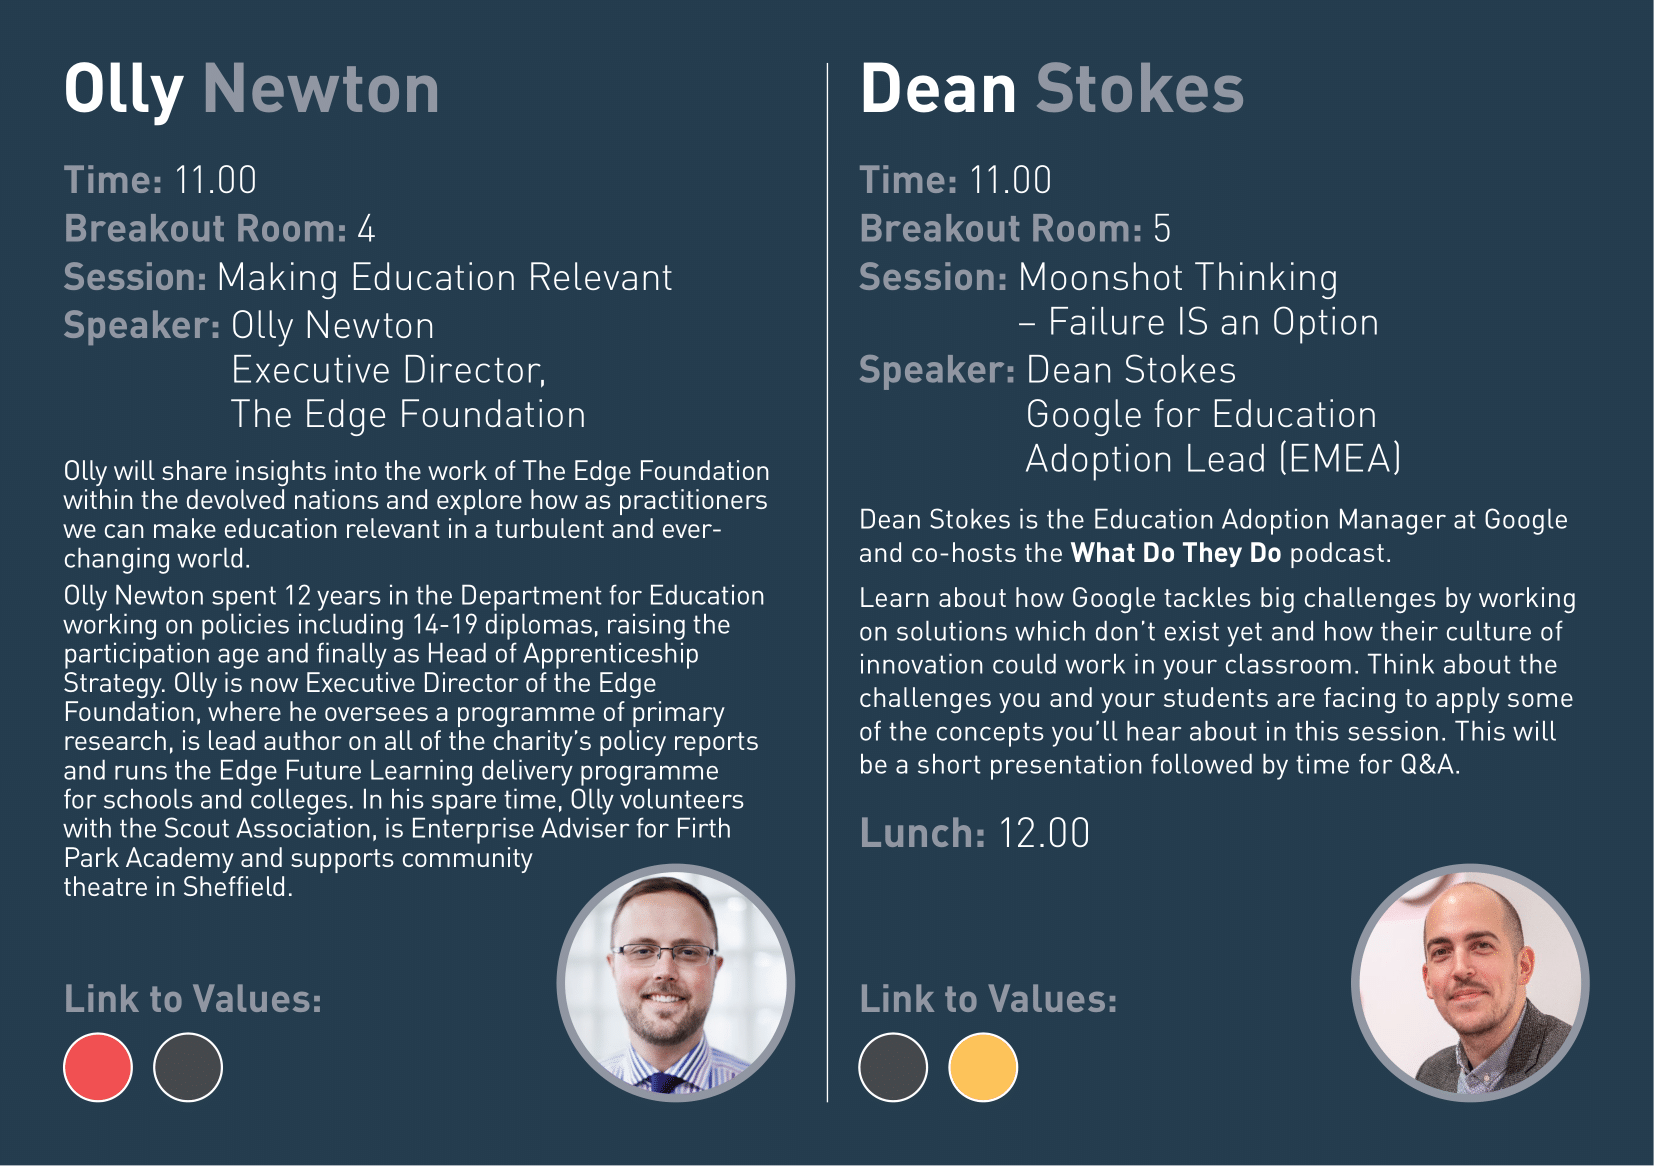 Olly Newton
Time: 11.00
Breakout Room: 4
Session: Making Education Relevant
Speaker: Olly Newton
Executive Director,
The Edge Foundation
Olly will share insights into the work of The Edge Foundation
within the devolved nations and explore how as practitioners
we can make education relevant in a turbulent and ever-
changing world.
Olly Newton spent 12 years in the Department for Education
working on policies including 14-19 diplomas, raising the
participation age and finally as Head of Apprenticeship
Strategy. Olly is now Executive Director of the Edge
Foundation, where he oversees a programme of primary
research, is lead author on all of the charity’s policy reports
and runs the Edge Future Learning delivery programme
for schools and colleges. In his spare time, Olly volunteers
with the Scout Association, is Enterprise Adviser for Firth
Park Academy and supports community
theatre in Sheffield.
Link to Values:
Dean Stokes
Time: 11.00
Breakout Room: 5
Session: Moonshot Thinking
– Failure IS an Option
Speaker: Dean Stokes
Google for Education
Adoption Lead (EMEA)
Dean Stokes is the Education Adoption Manager at Google
and co-hosts the What Do They Do podcast.
Learn about how Google tackles big challenges by working
on solutions which don’t exist yet and how their culture of
innovation could work in your classroom. Think about the
challenges you and your students are facing to apply some
of the concepts you’ll hear about in this session. This will
be a short presentation followed by time for Q&A.
Lunch: 12.00
Link to Values: